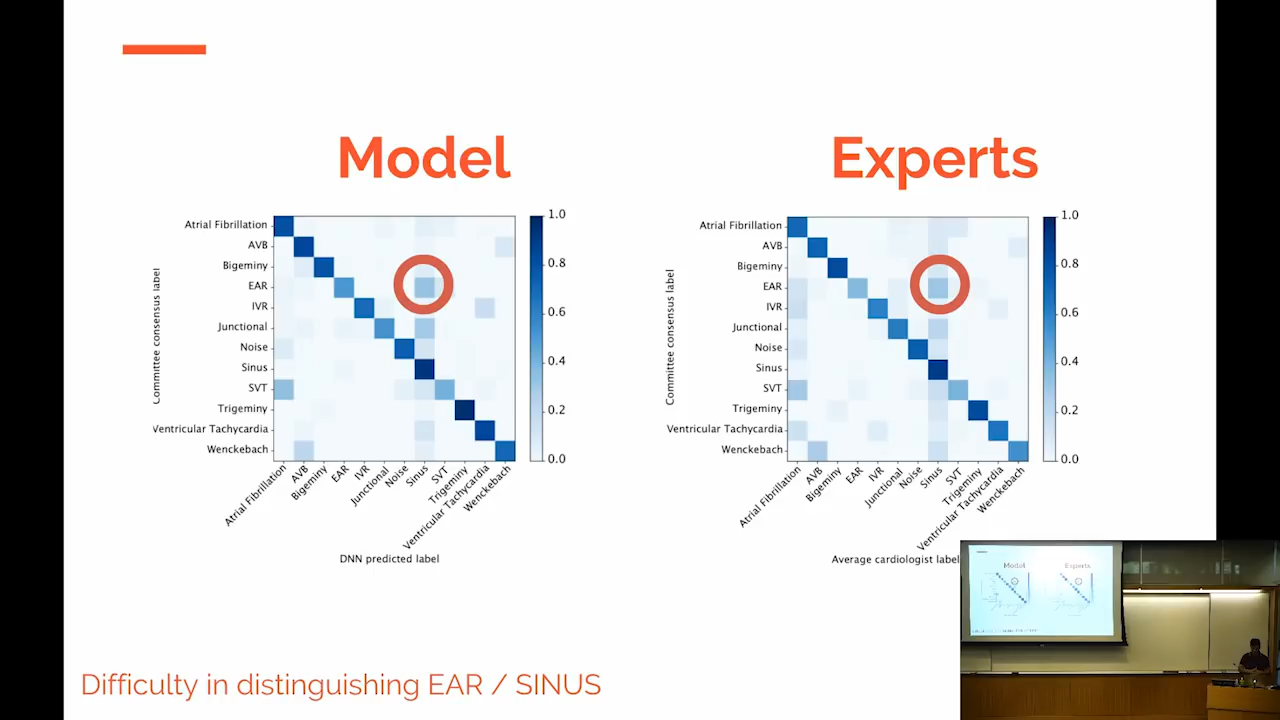 Model
Experts
Committee consensus label
Atrial Fibrillation
AVB
Bigeminy
EAR
IVR
Junctional
Noise
Sinus
SVT
Trigeminy
Ventricular Tachycardia
Wenckebach
Atrial Fibrillation
AVB
Bigeminy
EAR
IVR
Junctional
Noise
Sinus
SVT
Trigeminy
Ventricular Tachycardia
Wenckebach
DNN predicted label
1.0
0.8
0.6
0.4
0.2
0.0
Committee consensus label
Atrial Fibrillation
AVB
Bigeminy
EAR
IVR
Junctional
Noise
Sinus
SVT
Trigeminy
Ventricular Tachycardia
Wenckebach
Atrial Fibrillation
AVB
Bigeminy
EAR
IVR
Junctional
Noise
Sinus
SVT
Trigeminy
Ventricular Tachycardia
Wenckebach
Average cardiologist label
1.0
0.8
0.6
0.4
0.2
0.0
Difficulty in distinguishing EAR / SINUS
Model
Experts